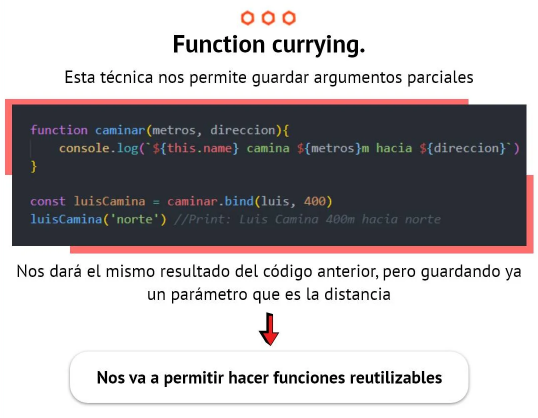 Function currying.
Esta técnica nos permite guardar argumentos parciales
function caminar(metros, direccion){
    console.log(`${this.name} camina ${metros}m hacia ${direccion}`)
}
const luisCamina = caminar.bind(luis, 400)
luisCamina('norte') //Print: Luis Camina 400m hacia norte
Nos dará el mismo resultado del código anterior, pero guardando ya
un parámetro que es la distancia
Nos va a permitir hacer funciones reutilizables